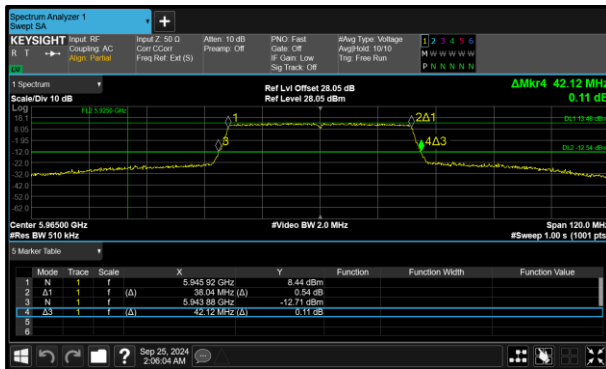 Spectrum Analyzer 1
Swept SA
KEYSIGHT Input: RF Input Z: 50 Ω Atten: 10 dB PNO: Fast #Avg Type: Voltage 1 2 3 4 5 6
R T Coupling: AC Corr CCorr Preamp: Off Gate: Off Avg|Hold: 10/10 M W W W W W
Align: Partial Freq Ref: Ext (S) IF Gain: Low Trig: Free Run
Sig Track: Off P N N N N N
1 Spectrum Ref Lvl Offset 28.05 dB ΔMkr4 42.12 MHz
Scale/Div 10 dB Ref Level 28.05 dBm 0.11 dB
Log
FL2 5.9250 GHz
18.1 1 2Δ1
8.05
-1.95 3 4Δ3
DL2 -12.54 dBm
-12.0
-22.0
-32.0
-42.0
-52.0
-62.0
Center 5.96500 GHz #Video BW 2.0 MHz Span 120.0 MHz
#Res BW 510 kHz #Sweep 1.00 s (1001 pts)
5 Marker Table
Mode Trace Scale X Y Function Function Width Function Value
1 N 1 f 5.945 92 GHz 8.44 dBm
2 Δ1 1 f (Δ) 38.04 MHz (Δ) 0.54 dB
3 N 1 f 5.943 88 GHz -12.71 dBm
4 Δ3 1 f (Δ) 42.12 MHz (Δ) 0.11 dB
5
6
? Sep 25, 2024
2:06:04 AM